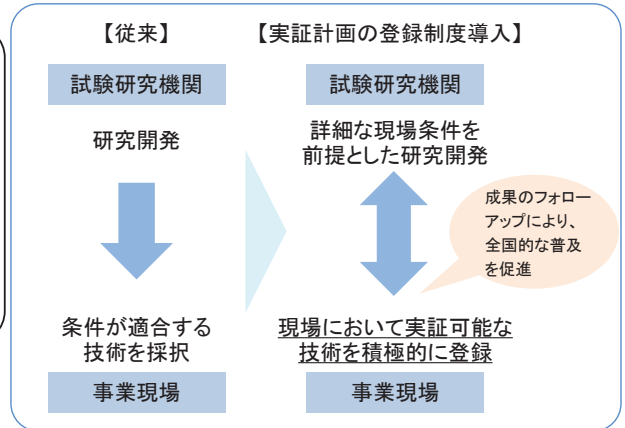 【従来】
試験研究機関
研究開発
条件が適合する
技術を採択
事業現場
【実証計画の登録制度導入】
試験研究機関
詳細な現場条件を
前提とした研究開発
成果のフォロー
アップにより、
全国的な普及
を促進
現場において実証可能な
技術を積極的に登録
事業現場